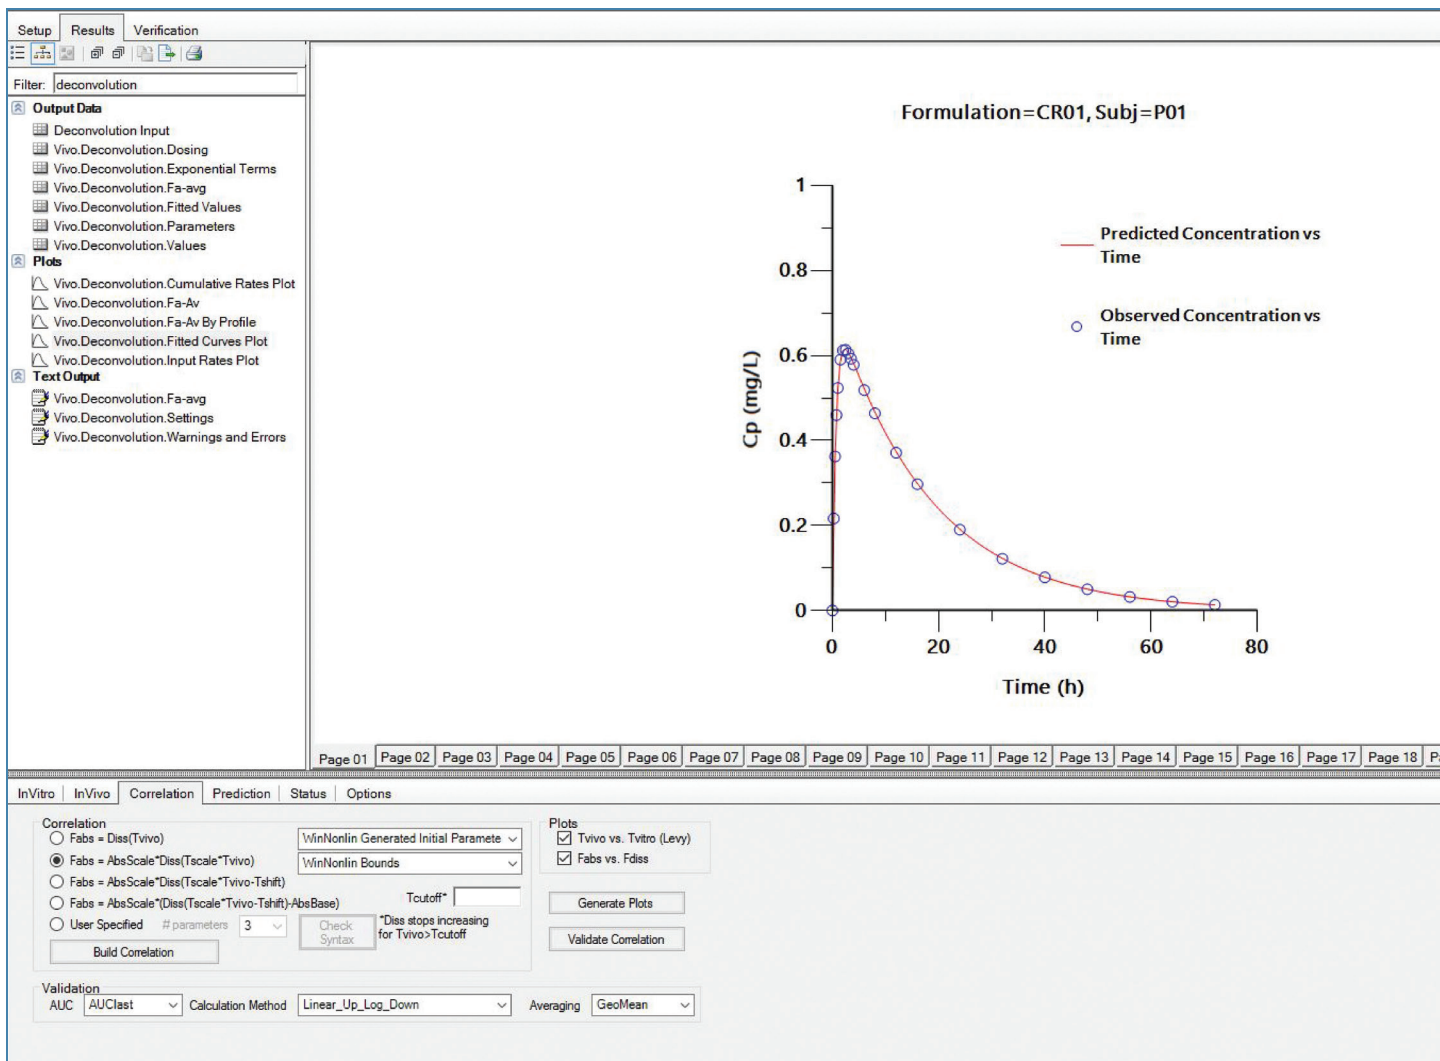 Setup Results Verification
Filter: deconvolution
Output Data
Deconvolution Input
Vivo.Deconvolution.Dosing
Vivo.Deconvolution.Exponential Terms
Vivo.Deconvolution.Fa-avg
Vivo.Deconvolution.Fitted Values
Vivo.Deconvolution.Parameters
Vivo.Deconvolution.Values
Plots
Vivo.Deconvolution.Cumulative Rates Plot
Vivo.Deconvolution.Fa-Av
Vivo.Deconvolution.Fa-Av By Profile
Vivo.Deconvolution.Fitted Curves Plot
Vivo.Deconvolution.Input Rates Plot
Text Output
Vivo.Deconvolution.Fa-avg
Vivo.Deconvolution.Settings
Vivo.Deconvolution.Warnings and Errors
Formulation=CR01, Subj=P01
Predicted Concentration vs
Time
Observed Concentration vs
Time
Cp (mg/L)
1
0.8
0.6
0.4
0.2
0
0 20 40 60 80
Time (h)
Page 01 Page 02 Page 03 Page 04 Page 05 Page 06 Page 07 Page 08 Page 09 Page 10 Page 11 Page 12 Page 13 Page 14 Page 15 Page 16 Page 17 Page 18
InVitro InVivo Correlation Prediction Status Options
Correlation
Fabs = Diss(Tvivo)
WinNonlin Generated Initial Paramete
Fabs = AbsScale*Diss(Tscale*Tvivo)
WinNonlin Bounds
Fabs = AbsScale*Diss(Tscale*Tvivo-Tshift)
Fabs = AbsScale*(Diss(Tscale*Tvivo-Tshift)-AbsBase)
Tcutoff*
User Specified # parameters 3
Check
Syntax
*Diss stops increasing
for Tvivo>Tcutoff
Build Correlation
Plots
Tvivo vs. Tvitro (Levy)
Fabs vs. Fdiss
Generate Plots
Validate Correlation
Validation
AUC AUClast Calculation Method Linear_Up_Log_Down Averaging GeoMean